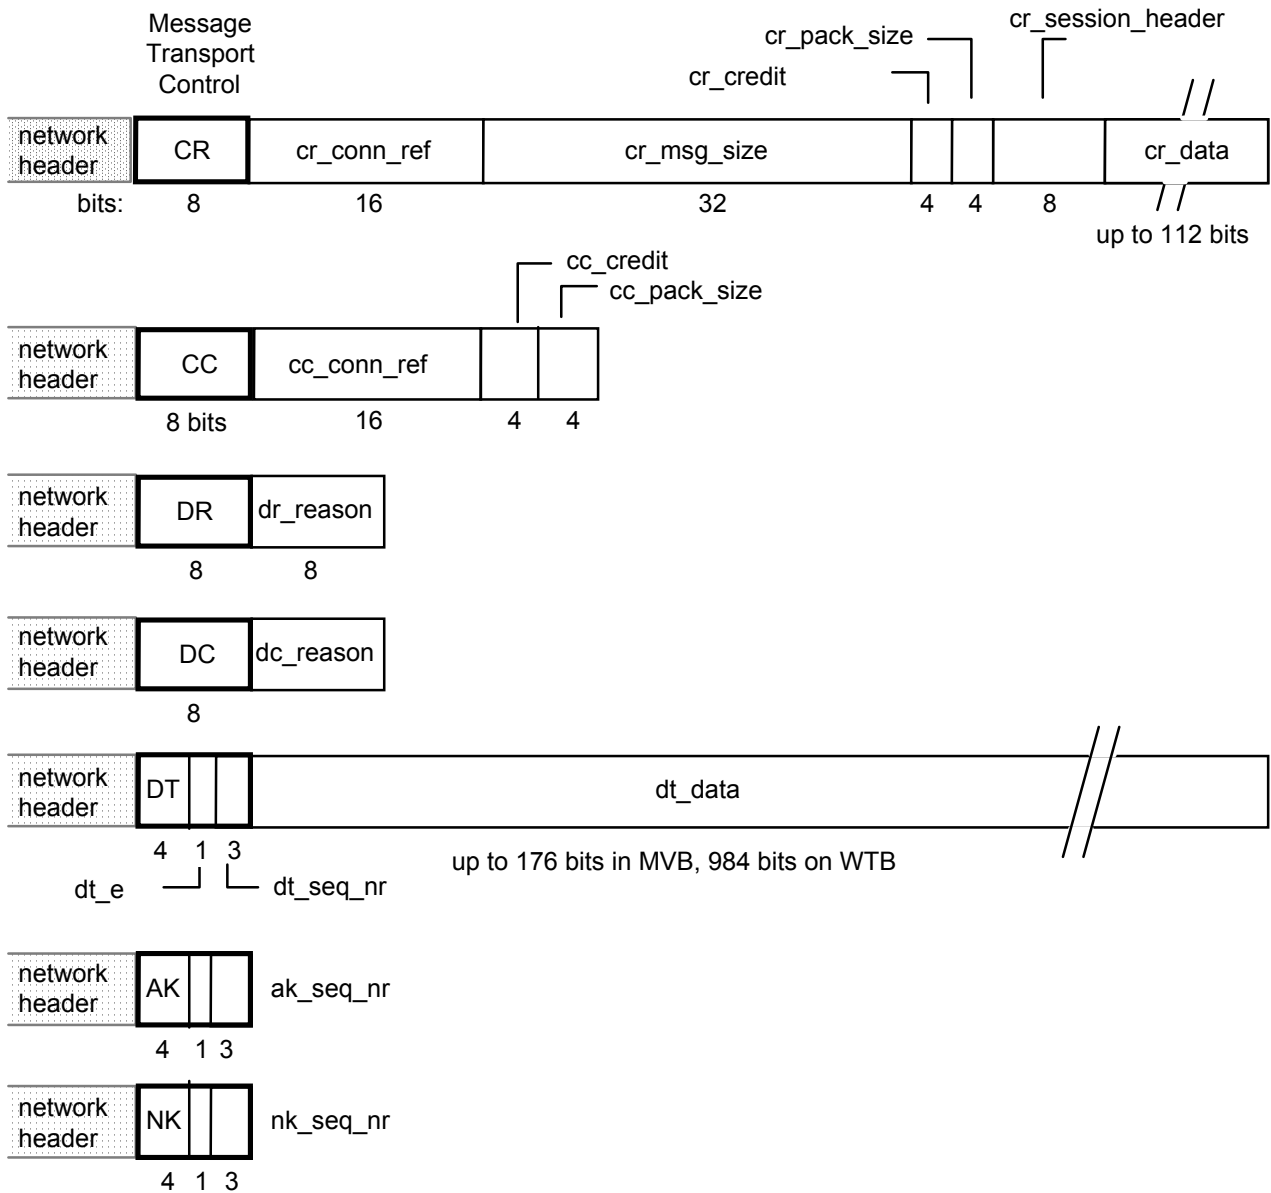 Message
Transport
Control
cr_session_header
cr_pack_size
cr_credit
network
header
CR
cr_conn_ref
cr_msg_size
cr_data
bits:
8
16
32
4
4
8
up to 112 bits
cc_credit
cc_pack_size
network
header
CC
cc_conn_ref
8 bits
16
4
4
network
header
DR
dr_reason
8
8
network
header
DC
dc_reason
8
network
header
DT
dt_data
4
1
3
up to 176 bits in MVB, 984 bits on WTB
dt_e
dt_seq_nr
network
header
AK
ak_seq_nr
4
1
3
network
header
NK
nk_seq_nr
4
1
3